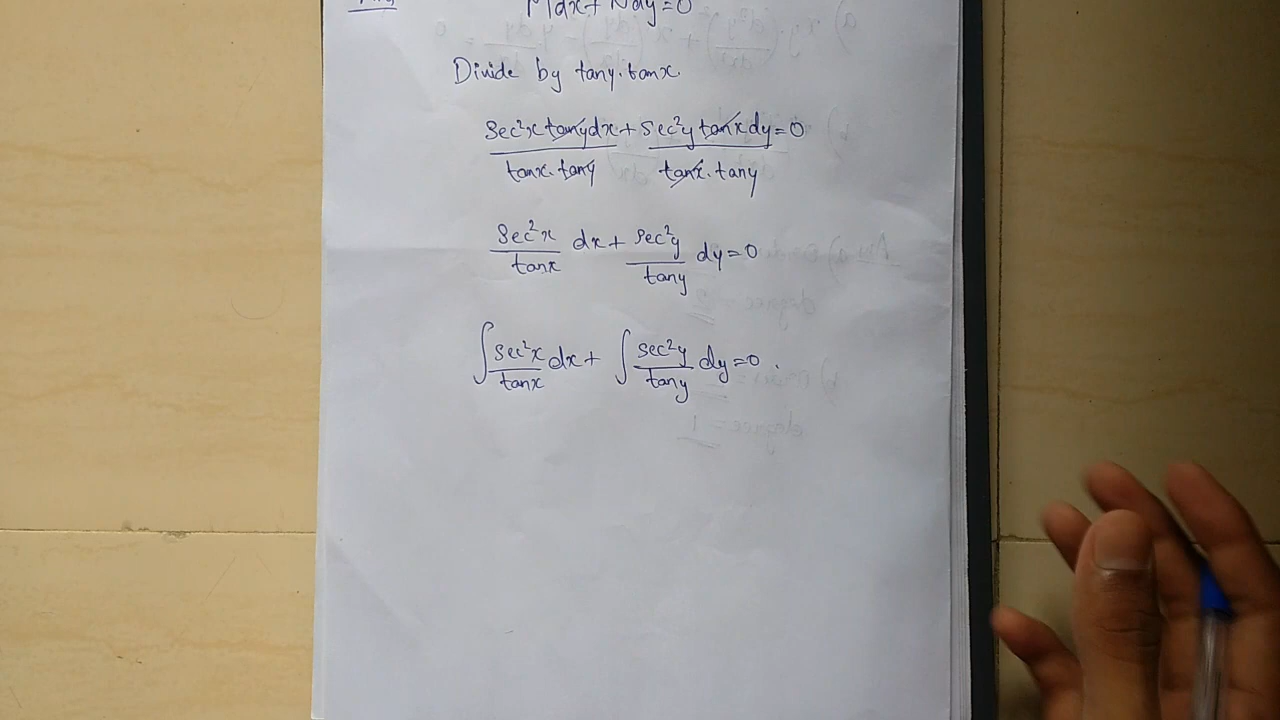 Mdx + Ndy = 0
Divide by tany.tanx.
sec²x tany dx / tanx.tany + sec²y tanx dy / tanx.tany = 0
sec²x / tanx dx + sec²y / tany dy = 0
∫ sec²x / tanx dx + ∫ sec²y / tany dy = 0.